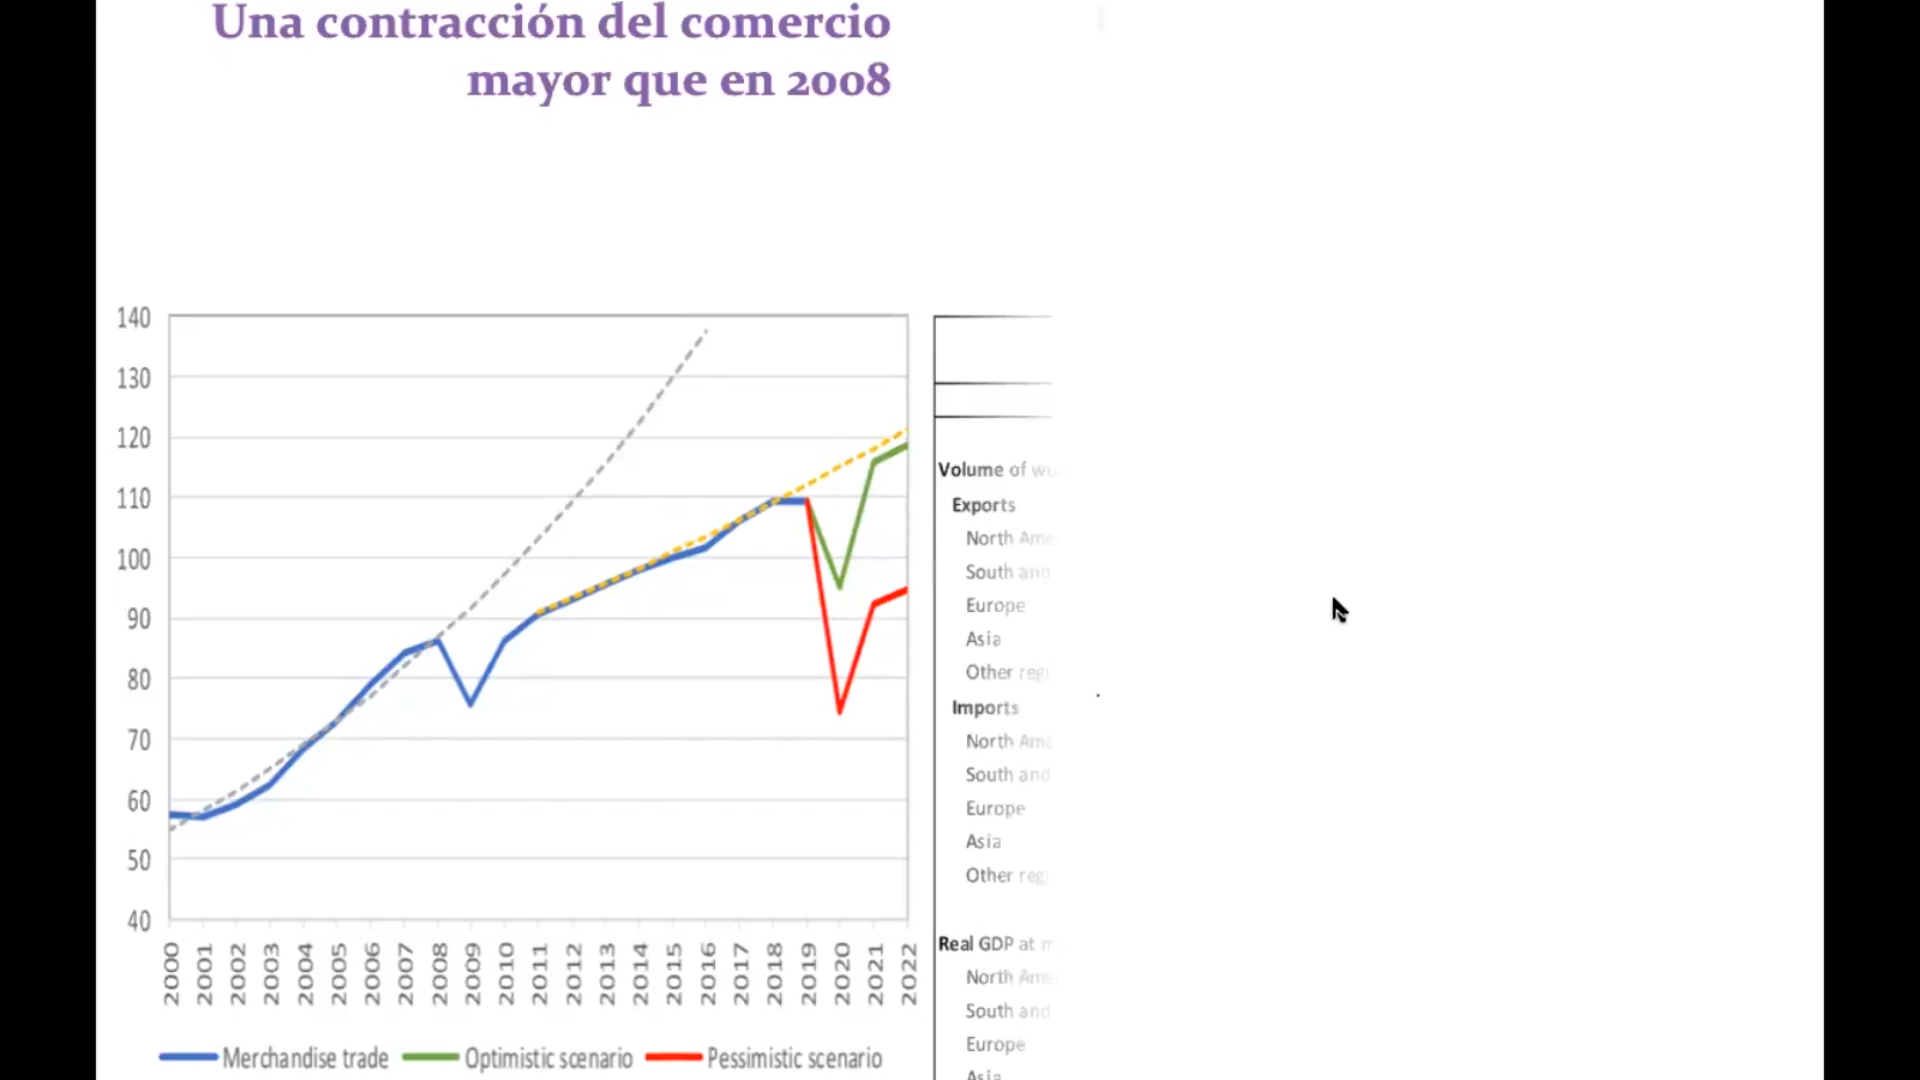 Una contracción del comercio
mayor que en 2008
140
130
120
110
100
90
80
70
60
50
40
2000
2001
2002
2003
2004
2005
2006
2007
2008
2009
2010
2011
2012
2013
2014
2015
2016
2017
2018
2019
2020
2021
2022
Merchandise trade
Optimistic scenario
Pessimistic scenario
Volume of
Exports
North
South and
Europe
Asia
Other
Imports
North
South and
Europe
Asia
Other
Real GDP at
North
South and
Europe
Asia